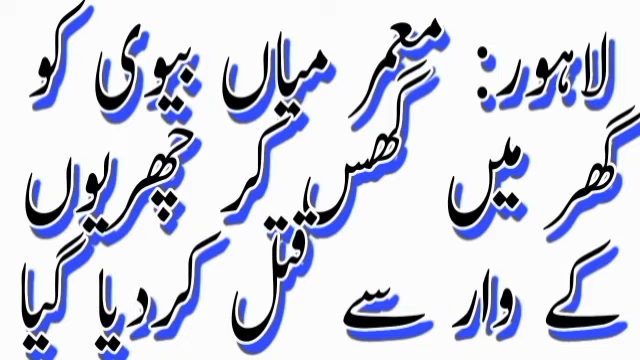 لاہور: معمر میاں بیوی کو
گھر میں گھس کر چھریوں
کے وار سے قتل کردیا گیا